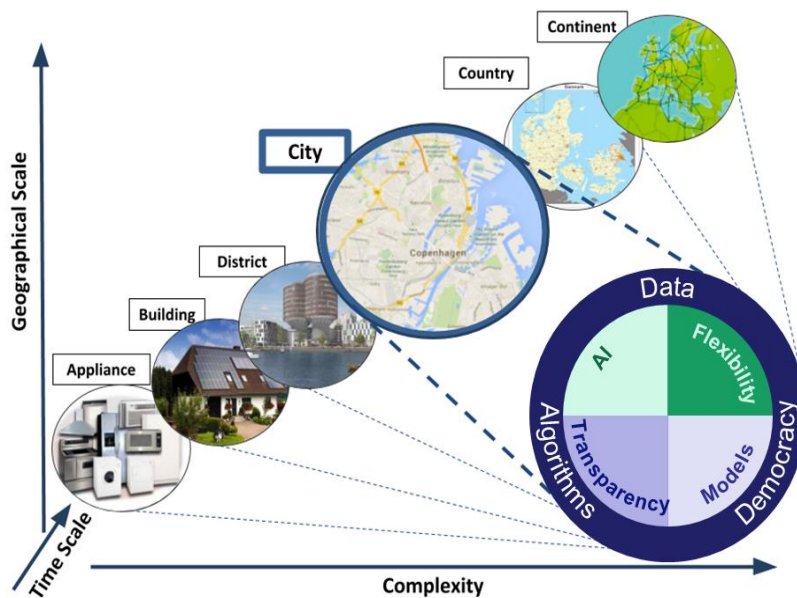 Continent
Country
City
District
Building
Appliance
Geographical Scale
Time Scale
Complexity
Copenhagen
Data
AI
Flexibility
Algorithms
Transparency
Models
Democracy